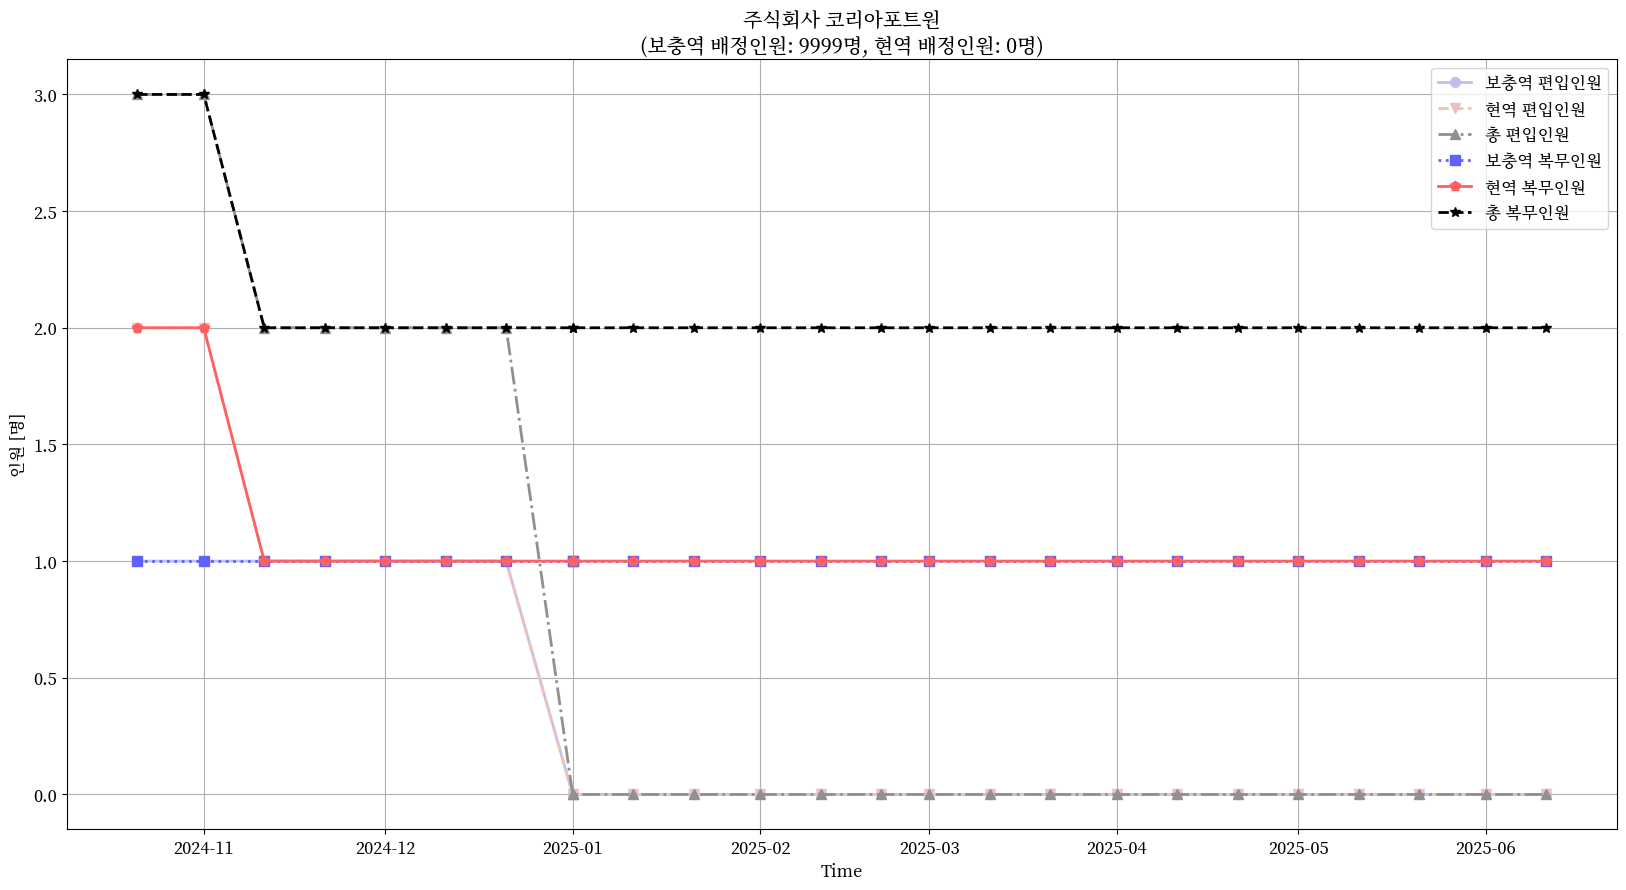 주식회사 코리아포트원
(보충역 배정인원: 9999명, 현역 배정인원: 0명)
보충역 편입인원
현역 편입인원
총 편입인원
보충역 복무인원
현역 복무인원
총 복무인원
인원 [명]
3.0
2.5
2.0
1.5
1.0
0.5
0.0
2024-11
2024-12
2025-01
2025-02
2025-03
2025-04
2025-05
2025-06
Time